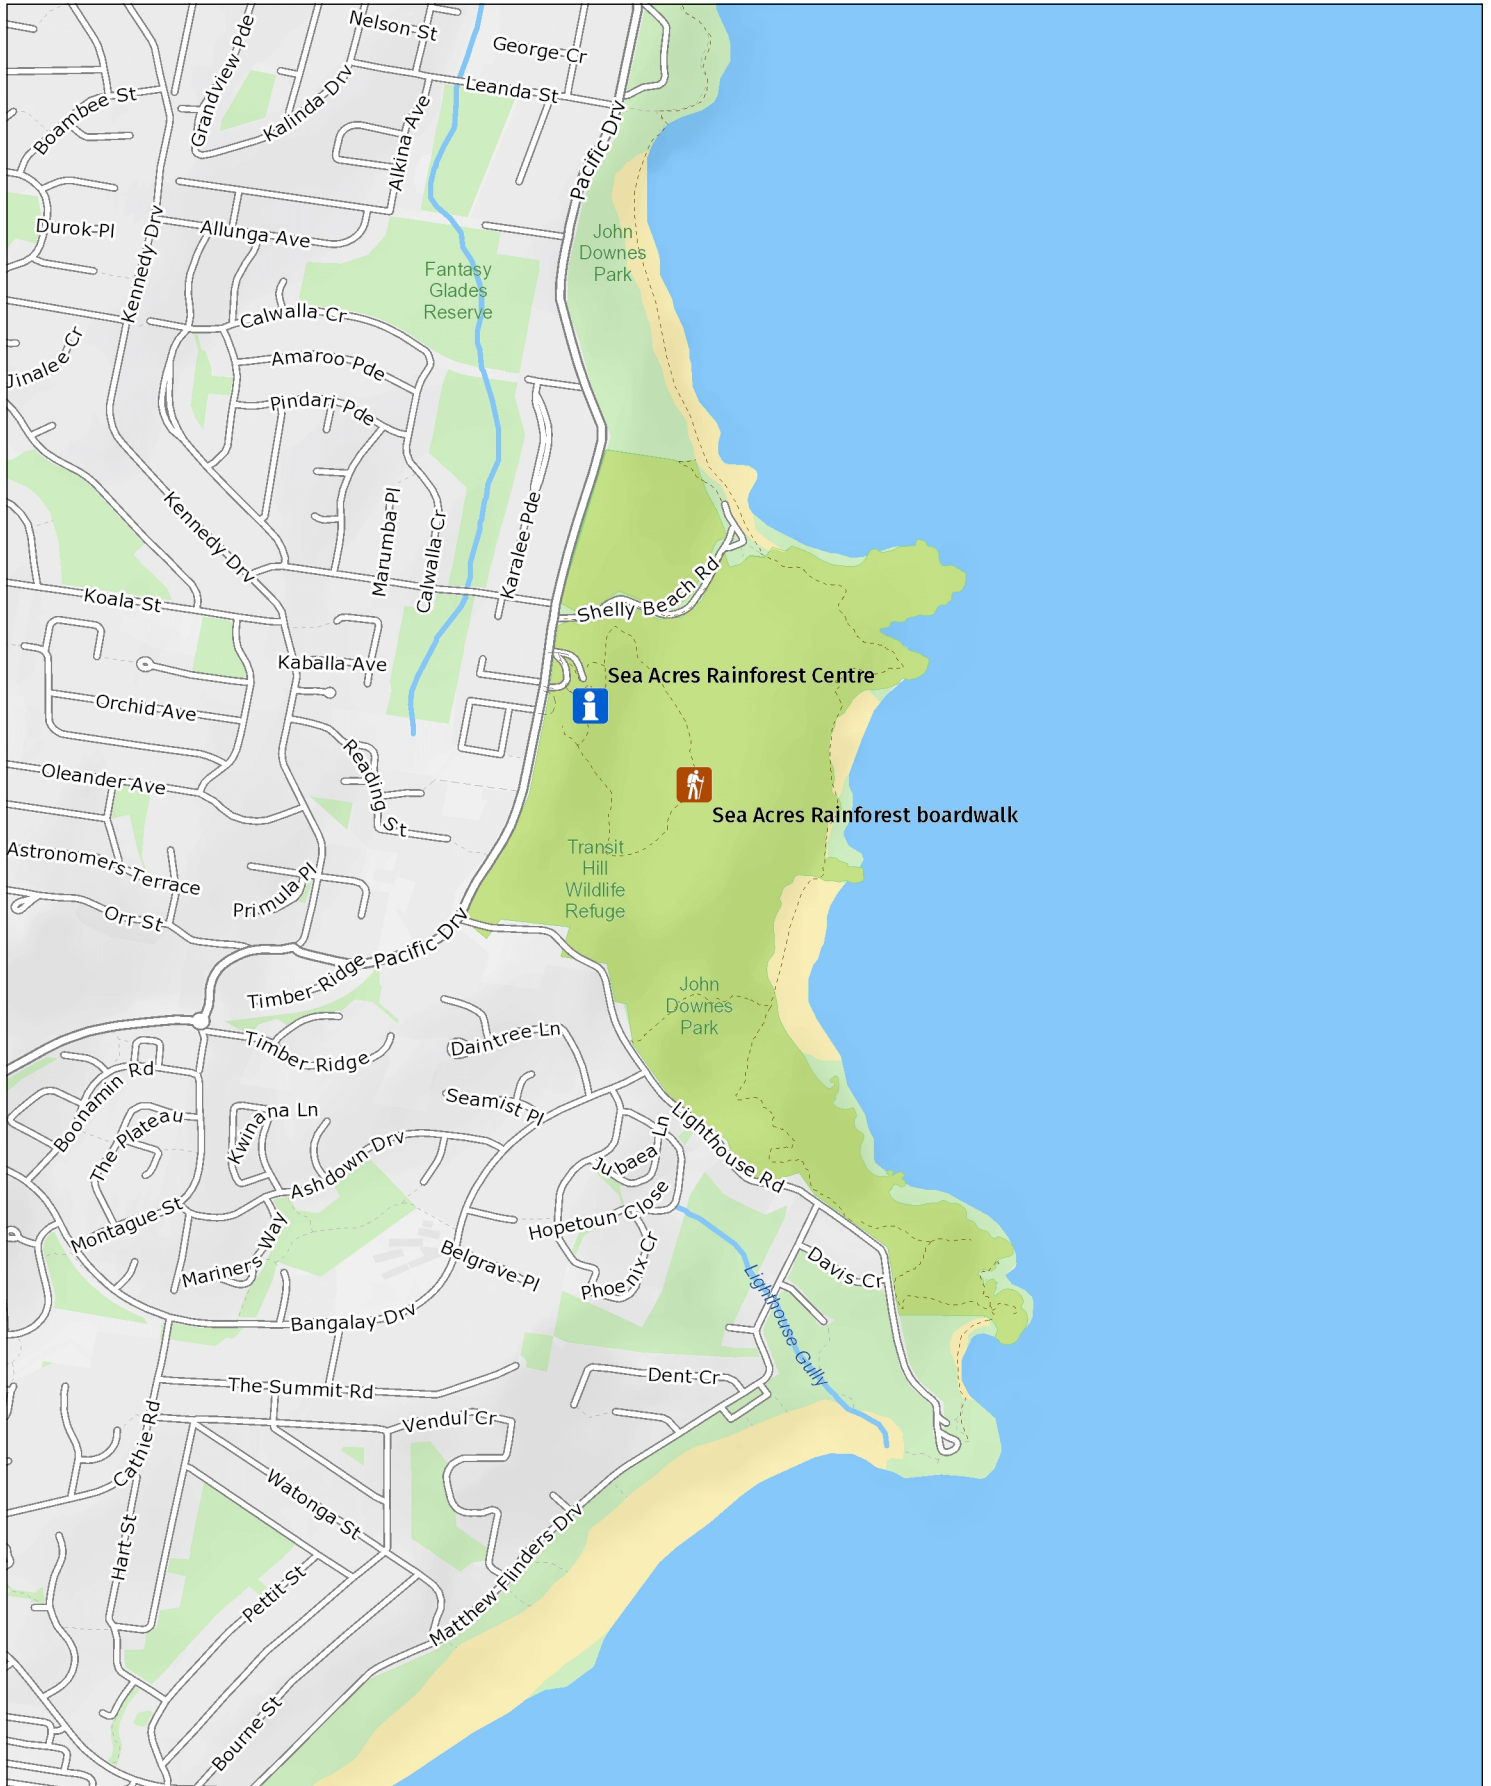 Nelson St
George Cr
Grandview Pde
Leanda St
Boambee St
Kalinda Drv
Alkina Ave
Pacific Drv
Durok Pl
Allunga Ave
John
Downes
Park
Kennedy Drv
Fantasy
Glades
Reserve
Calwalla Cr
Jinalee Cr
Amaroo Pde
Pindari Pde
Kennedy Drv
Marumba Pl
Calwalla Cr
Karalee Pde
Koala St
Shelly Beach Rd
Kaballa Ave
Sea Acres Rainforest Centre
Orchid Ave
Reading St
Oleander Ave
Sea Acres Rainforest boardwalk
Astronomers Terrace
Transit
Hill
Wildlife
Refuge
Primula Pl
Orr St
Pacific Drv
Timber Ridge
John
Downes
Park
Timber Ridge
Daintree Ln
Boonamin Rd
Seamist Pl
The Plateau
Kwinana Ln
Lighthouse Rd
Jubaea Ln
Ashdown Drv
Montague St
Hopetoun Close
Mariners Way
Belgrave Pl
Phoenix Cr
Davis Cr
Lighthouse Gully
Bangalay Drv
Dent Cr
The Summit Rd
Vendul Cr
Cathie Rd
Watonga St
Hart St
Matthew Flinders Drv
Pettit St
Bourne St